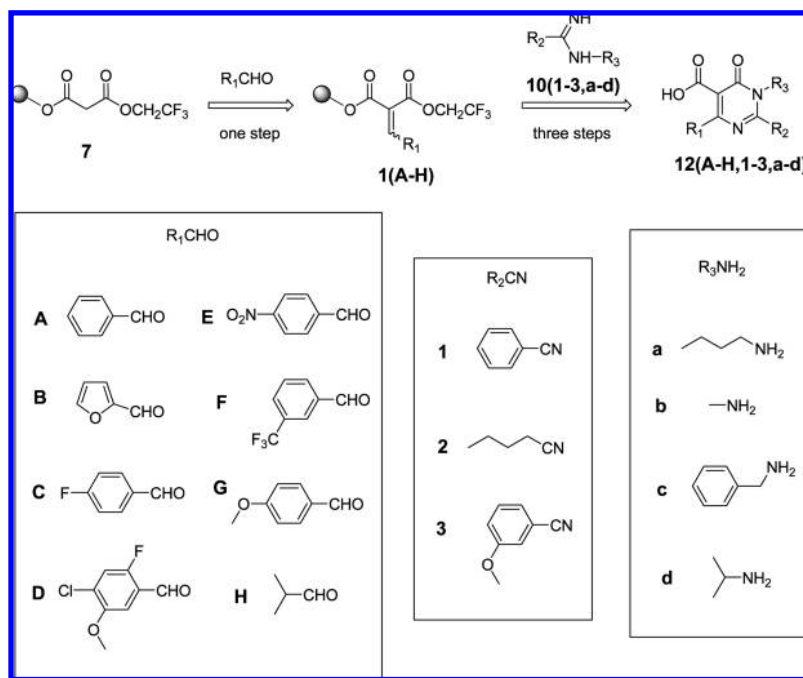 O O
O OCH2CF3
7
R1CHO
one step
O O
O OCH2CF3
R1
1(A-H)
NH
R2 NH-R3
10(1-3,a-d)
three steps
O O
HO N R3
R1 N R2
12(A-H,1-3,a-d)
R1CHO
A CHO
B O CHO
C F CHO
D Cl F CHO O
E O2N CHO
F F3C CHO
G O CHO
H CHO
R2CN
1 CN
2 CN
3 CN O
R3NH2
a NH2
b NH2
c NH2
d NH2